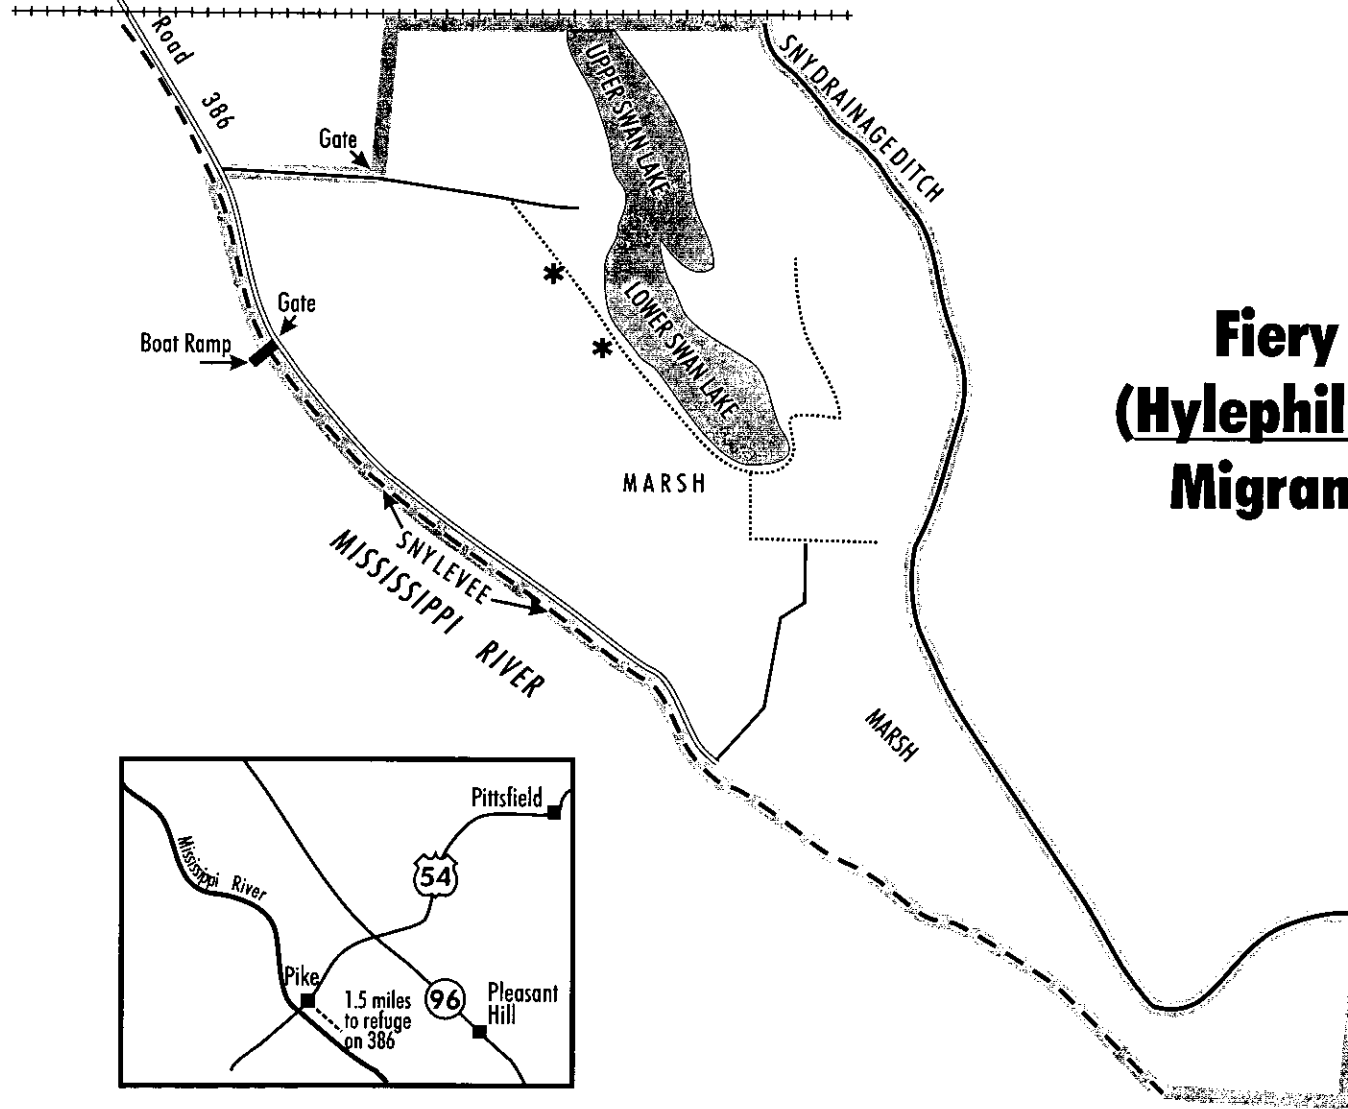 Road 386
Gate
UPPER SWAN LAKE
SNY DRAINAGE DITCH
Gate
Boat Ramp
LOWER SWAN LAKE
Fiery
(Hylephil
Migran
MARSH
SNY LEVEE
MISSISSIPPI RIVER
MARSH
Pittsfield
54
Mississippi River
Pike
1.5 miles
to refuge
on 386
96
Pleasant
Hill